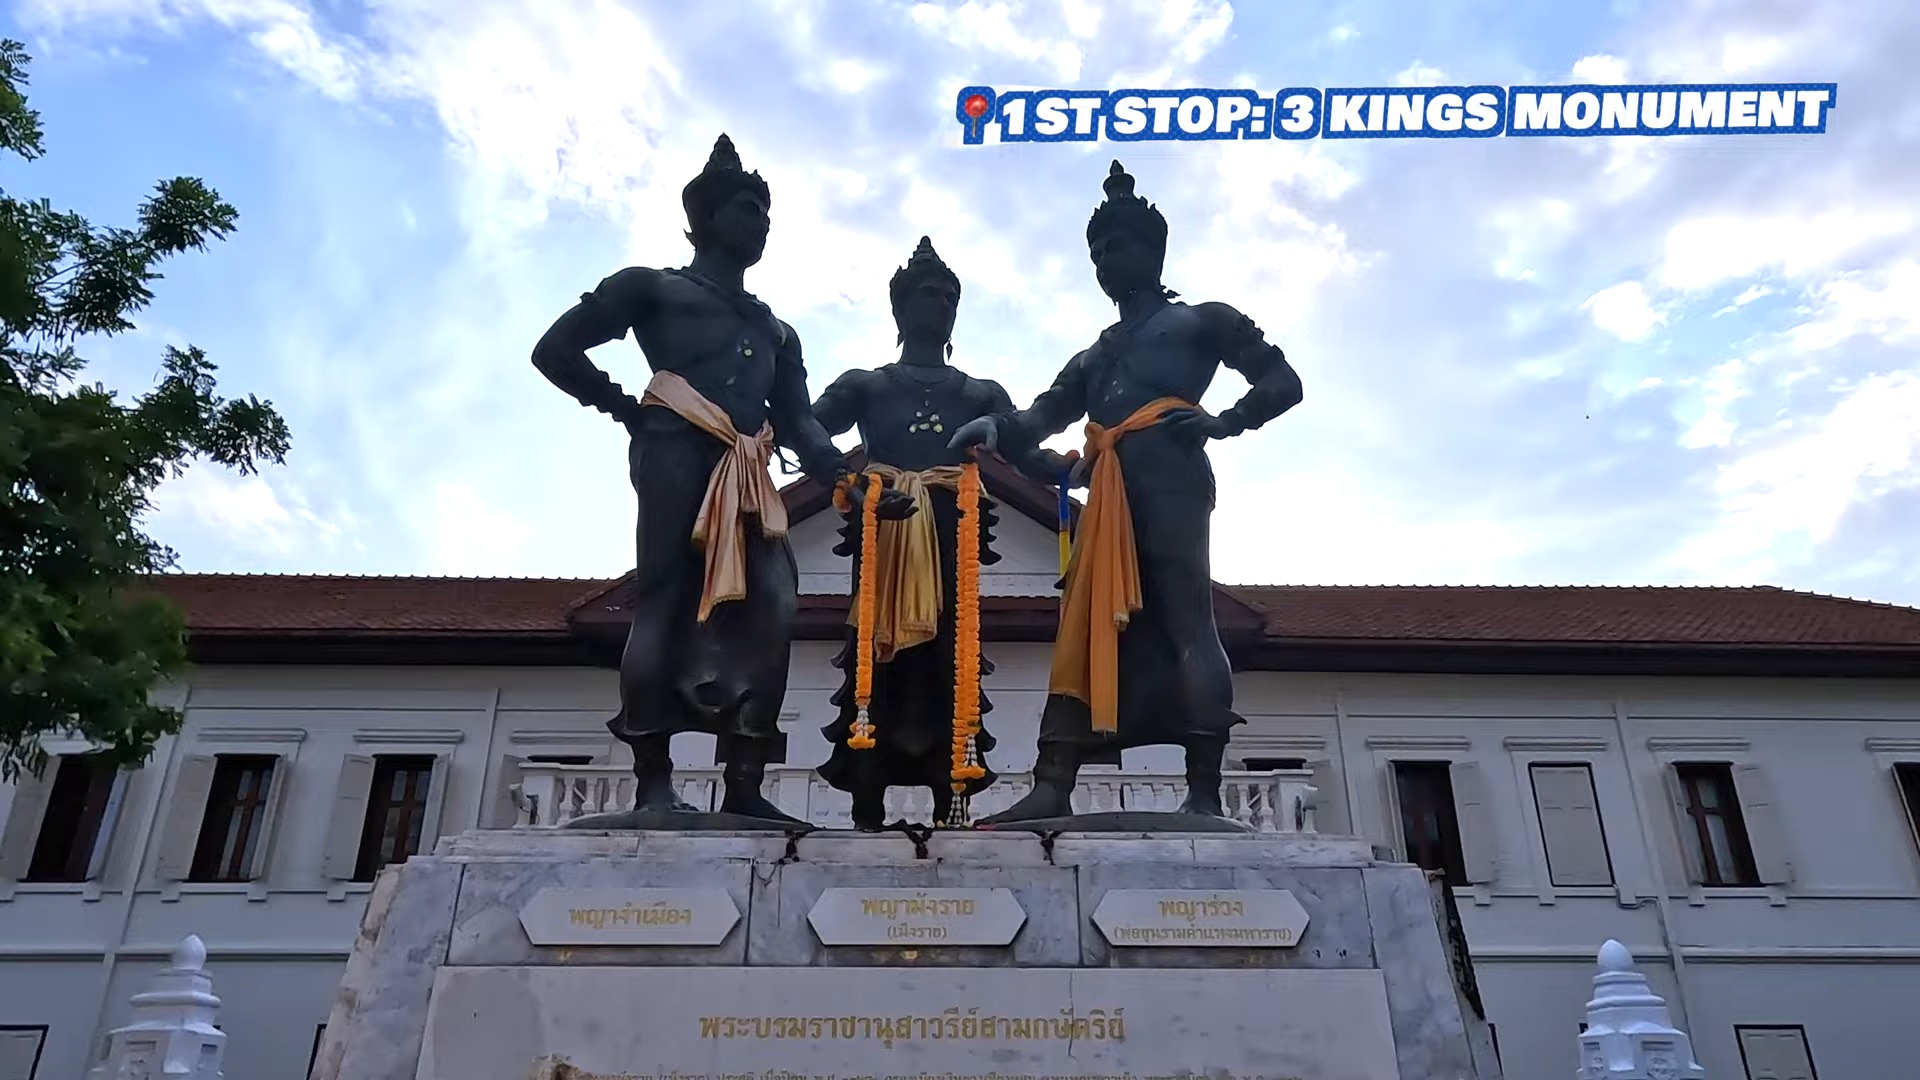 📍1ST STOP: 3 KINGS MONUMENT
พญางำเมือง
พญามังราย
(เม็งราย)
พญาร่วง
(พ่อขุนรามคำแหงมหาราช)
พระบรมราชานุสาวรีย์สามกษัตริย์